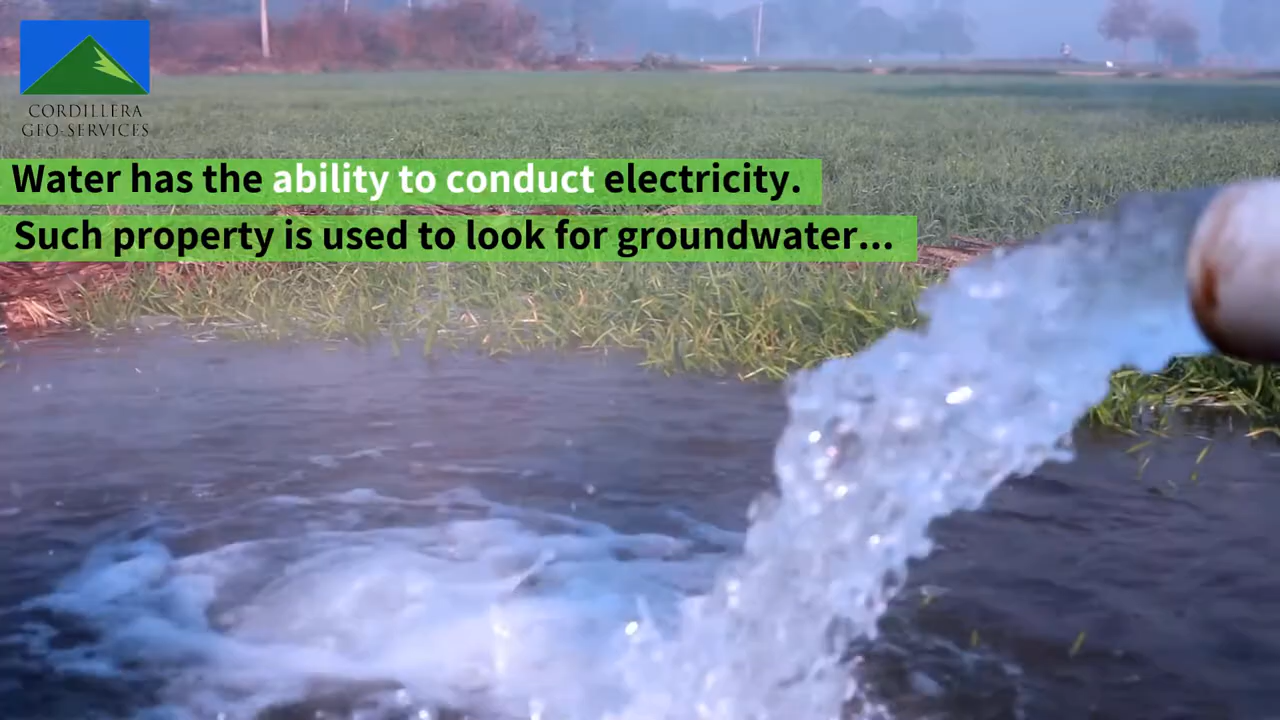 CORDILLERA
GEO-SERVICES
Water has the ability to conduct electricity.
Such property is used to look for groundwater...